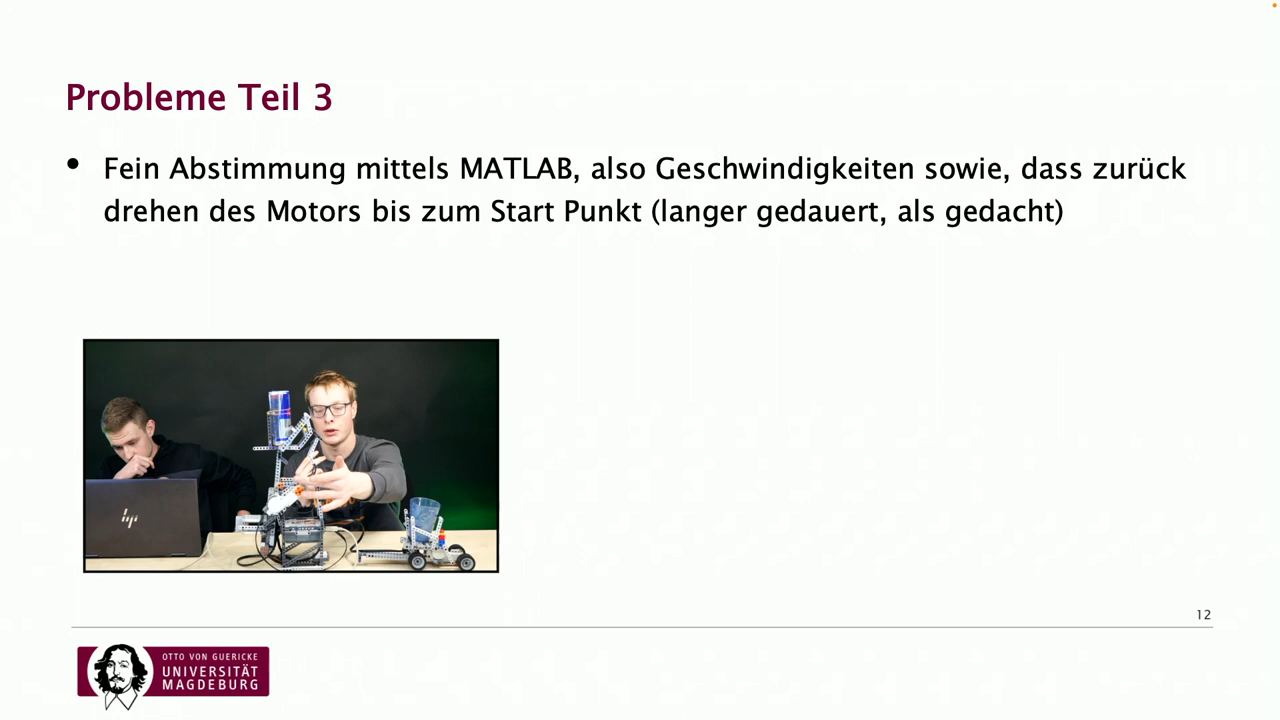 Probleme Teil 3
• Fein Abstimmung mittels MATLAB, also Geschwindigkeiten sowie, dass zurück
drehen des Motors bis zum Start Punkt (langer gedauert, als gedacht)
hp
12
OTTO VON GUERICKE
UNIVERSITÄT
MAGDEBURG